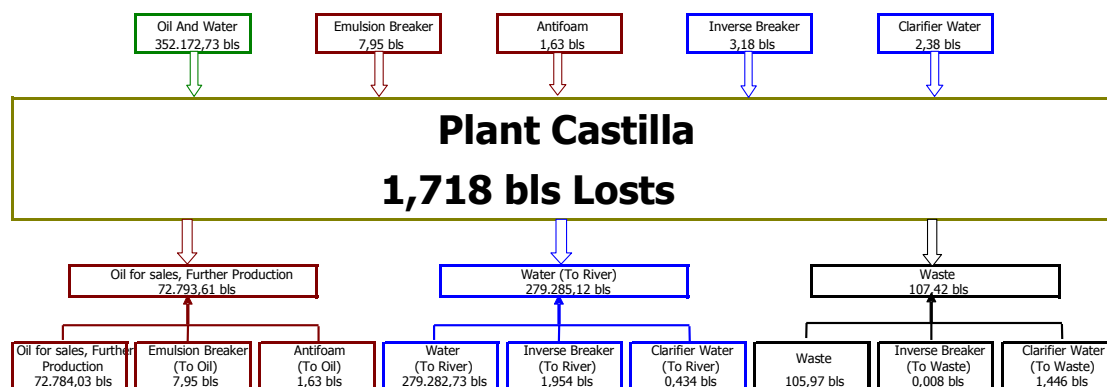 Oil And Water
352.172,73 bls
Emulsion Breaker
7,95 bls
Antifoam
1,63 bls
Inverse Breaker
3,18 bls
Clarifier Water
2,38 bls
Plant Castilla
1,718 bls Losts
Oil for sales, Further Production
72.793,61 bls
Water (To River)
279.285,12 bls
Waste
107,42 bls
Oil for sales, Further
Production
72.784,03 bls
Emulsion Breaker
(To Oil)
7,95 bls
Antifoam
(To Oil)
1,63 bls
Water
(To River)
279.282,73 bls
Inverse Breaker
(To River)
1,954 bls
Clarifier Water
(To River)
0,434 bls
Waste
105,97 bls
Inverse Breaker
(To Waste)
0,008 bls
Clarifier Water
(To Waste)
1,446 bls